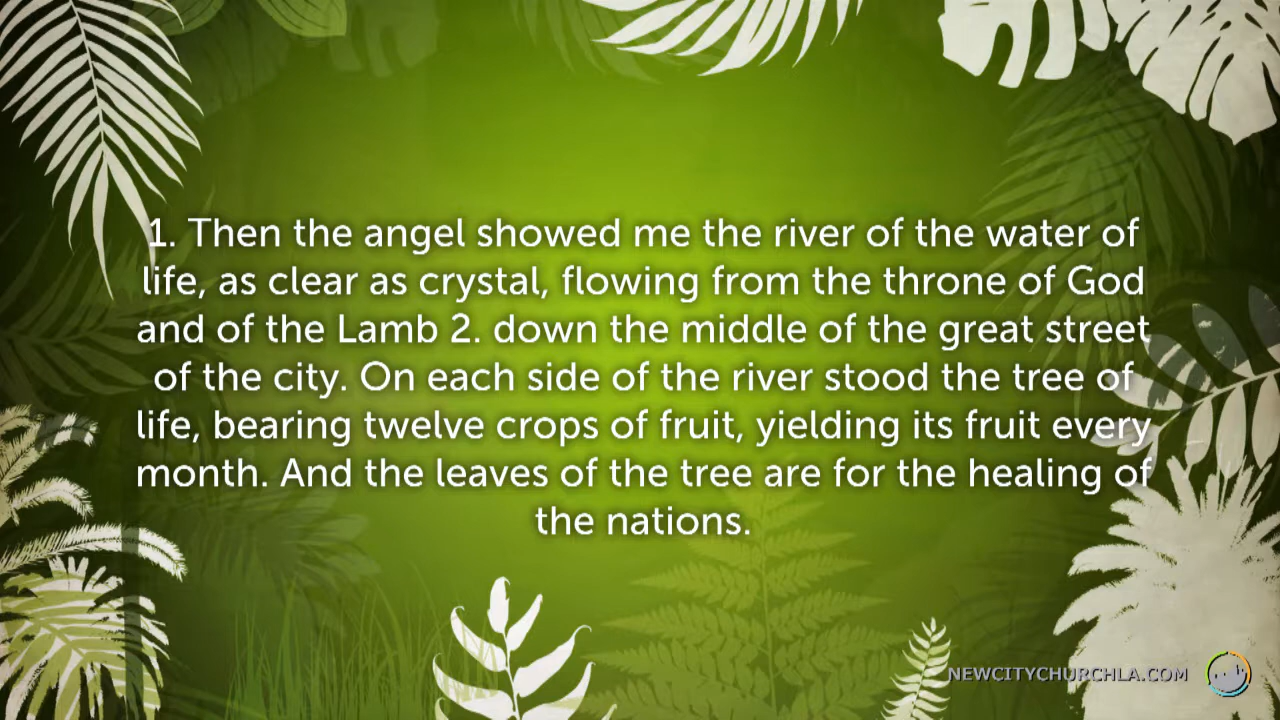 1. Then the angel showed me the river of the water of
life, as clear as crystal, flowing from the throne of God
and of the Lamb 2. down the middle of the great street
of the city. On each side of the river stood the tree of
life, bearing twelve crops of fruit, yielding its fruit every
month. And the leaves of the tree are for the healing of
the nations.
NEWCITYCHURCHLA.COM